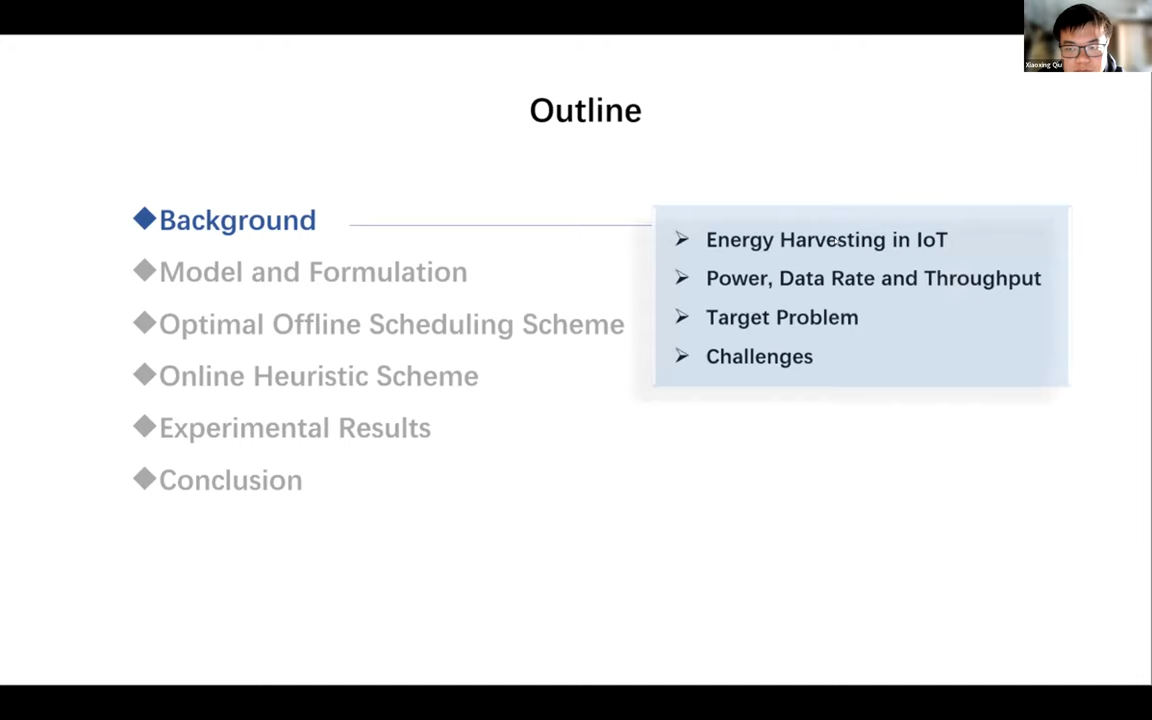 Xiaoxing Qu
Outline
Background
Model and Formulation
Optimal Offline Scheduling Scheme
Online Heuristic Scheme
Experimental Results
Conclusion
Energy Harvesting in IoT
Power, Data Rate and Throughput
Target Problem
Challenges